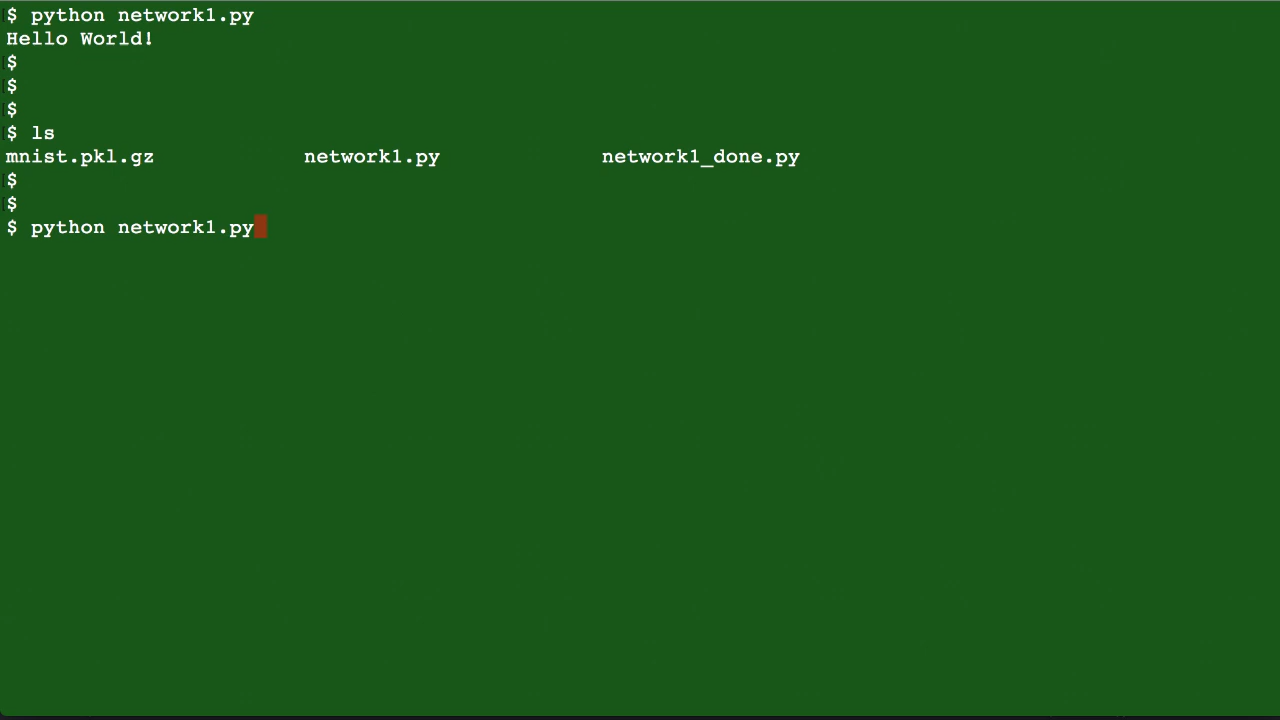 $ python network1.py
Hello World!
$
$
$
$ ls
mnist.pkl.gz network1.py network1_done.py
$
$
$ python network1.py